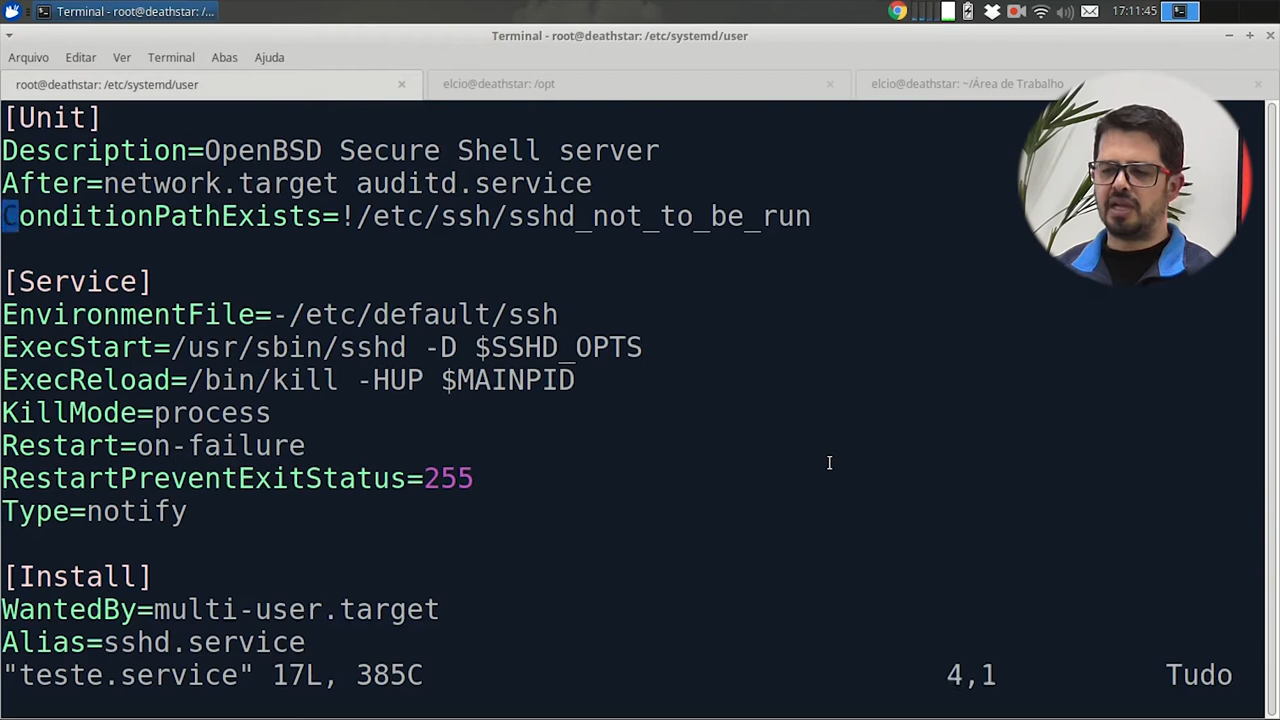 Terminal - root@deathstar: /...
17:11:45
Terminal - root@deathstar: /etc/systemd/user
Arquivo Editar Ver Terminal Abas Ajuda
root@deathstar: /etc/systemd/user
elcio@deathstar: /opt
elcio@deathstar: ~/Área de Trabalho
[Unit]
Description=OpenBSD Secure Shell server
After=network.target auditd.service
ConditionPathExists=!/etc/ssh/sshd_not_to_be_run
[Service]
EnvironmentFile=-/etc/default/ssh
ExecStart=/usr/sbin/sshd -D $SSHD_OPTS
ExecReload=/bin/kill -HUP $MAINPID
KillMode=process
Restart=on-failure
RestartPreventExitStatus=255
Type=notify
[Install]
WantedBy=multi-user.target
Alias=sshd.service
"teste.service" 17L, 385C 4,1 Tudo